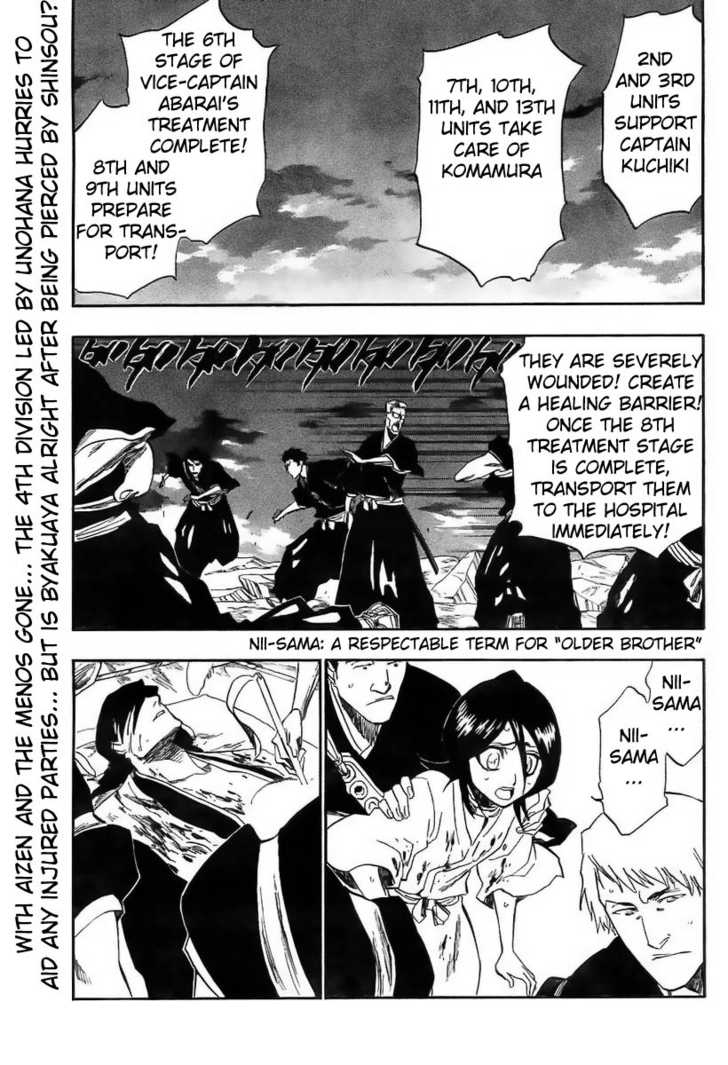 WITH AIZEN AND THE MENOS GONE... THE 4TH DIVISION LED BY UNOHANA HURRIES TO
AID ANY INJURED PARTIES... BUT IS BYAKUAYA ALRIGHT AFTER BEING PIERCED BY SHINSOU?
2ND
AND 3RD
UNITS
SUPPORT
CAPTAIN
KUCHIKI
7TH, 10TH,
11TH, AND 13TH
UNITS TAKE
CARE OF
KOMAMURA
THE 6TH
STAGE OF
VICE-CAPTAIN
ABARAI'S
TREATMENT
COMPLETE!
8TH AND
9TH UNITS
PREPARE
FOR TRANS-
PORT!
THEY ARE SEVERELY
WOUNDED! CREATE
A HEALING BARRIER!
ONCE THE 8TH
TREATMENT STAGE
IS COMPLETE,
TRANSPORT THEM
TO THE HOSPITAL
IMMEDIATELY!
NII-SAMA: A RESPECTABLE TERM FOR "OLDER BROTHER"
NII-
SAMA
...
NII-
SAMA
...